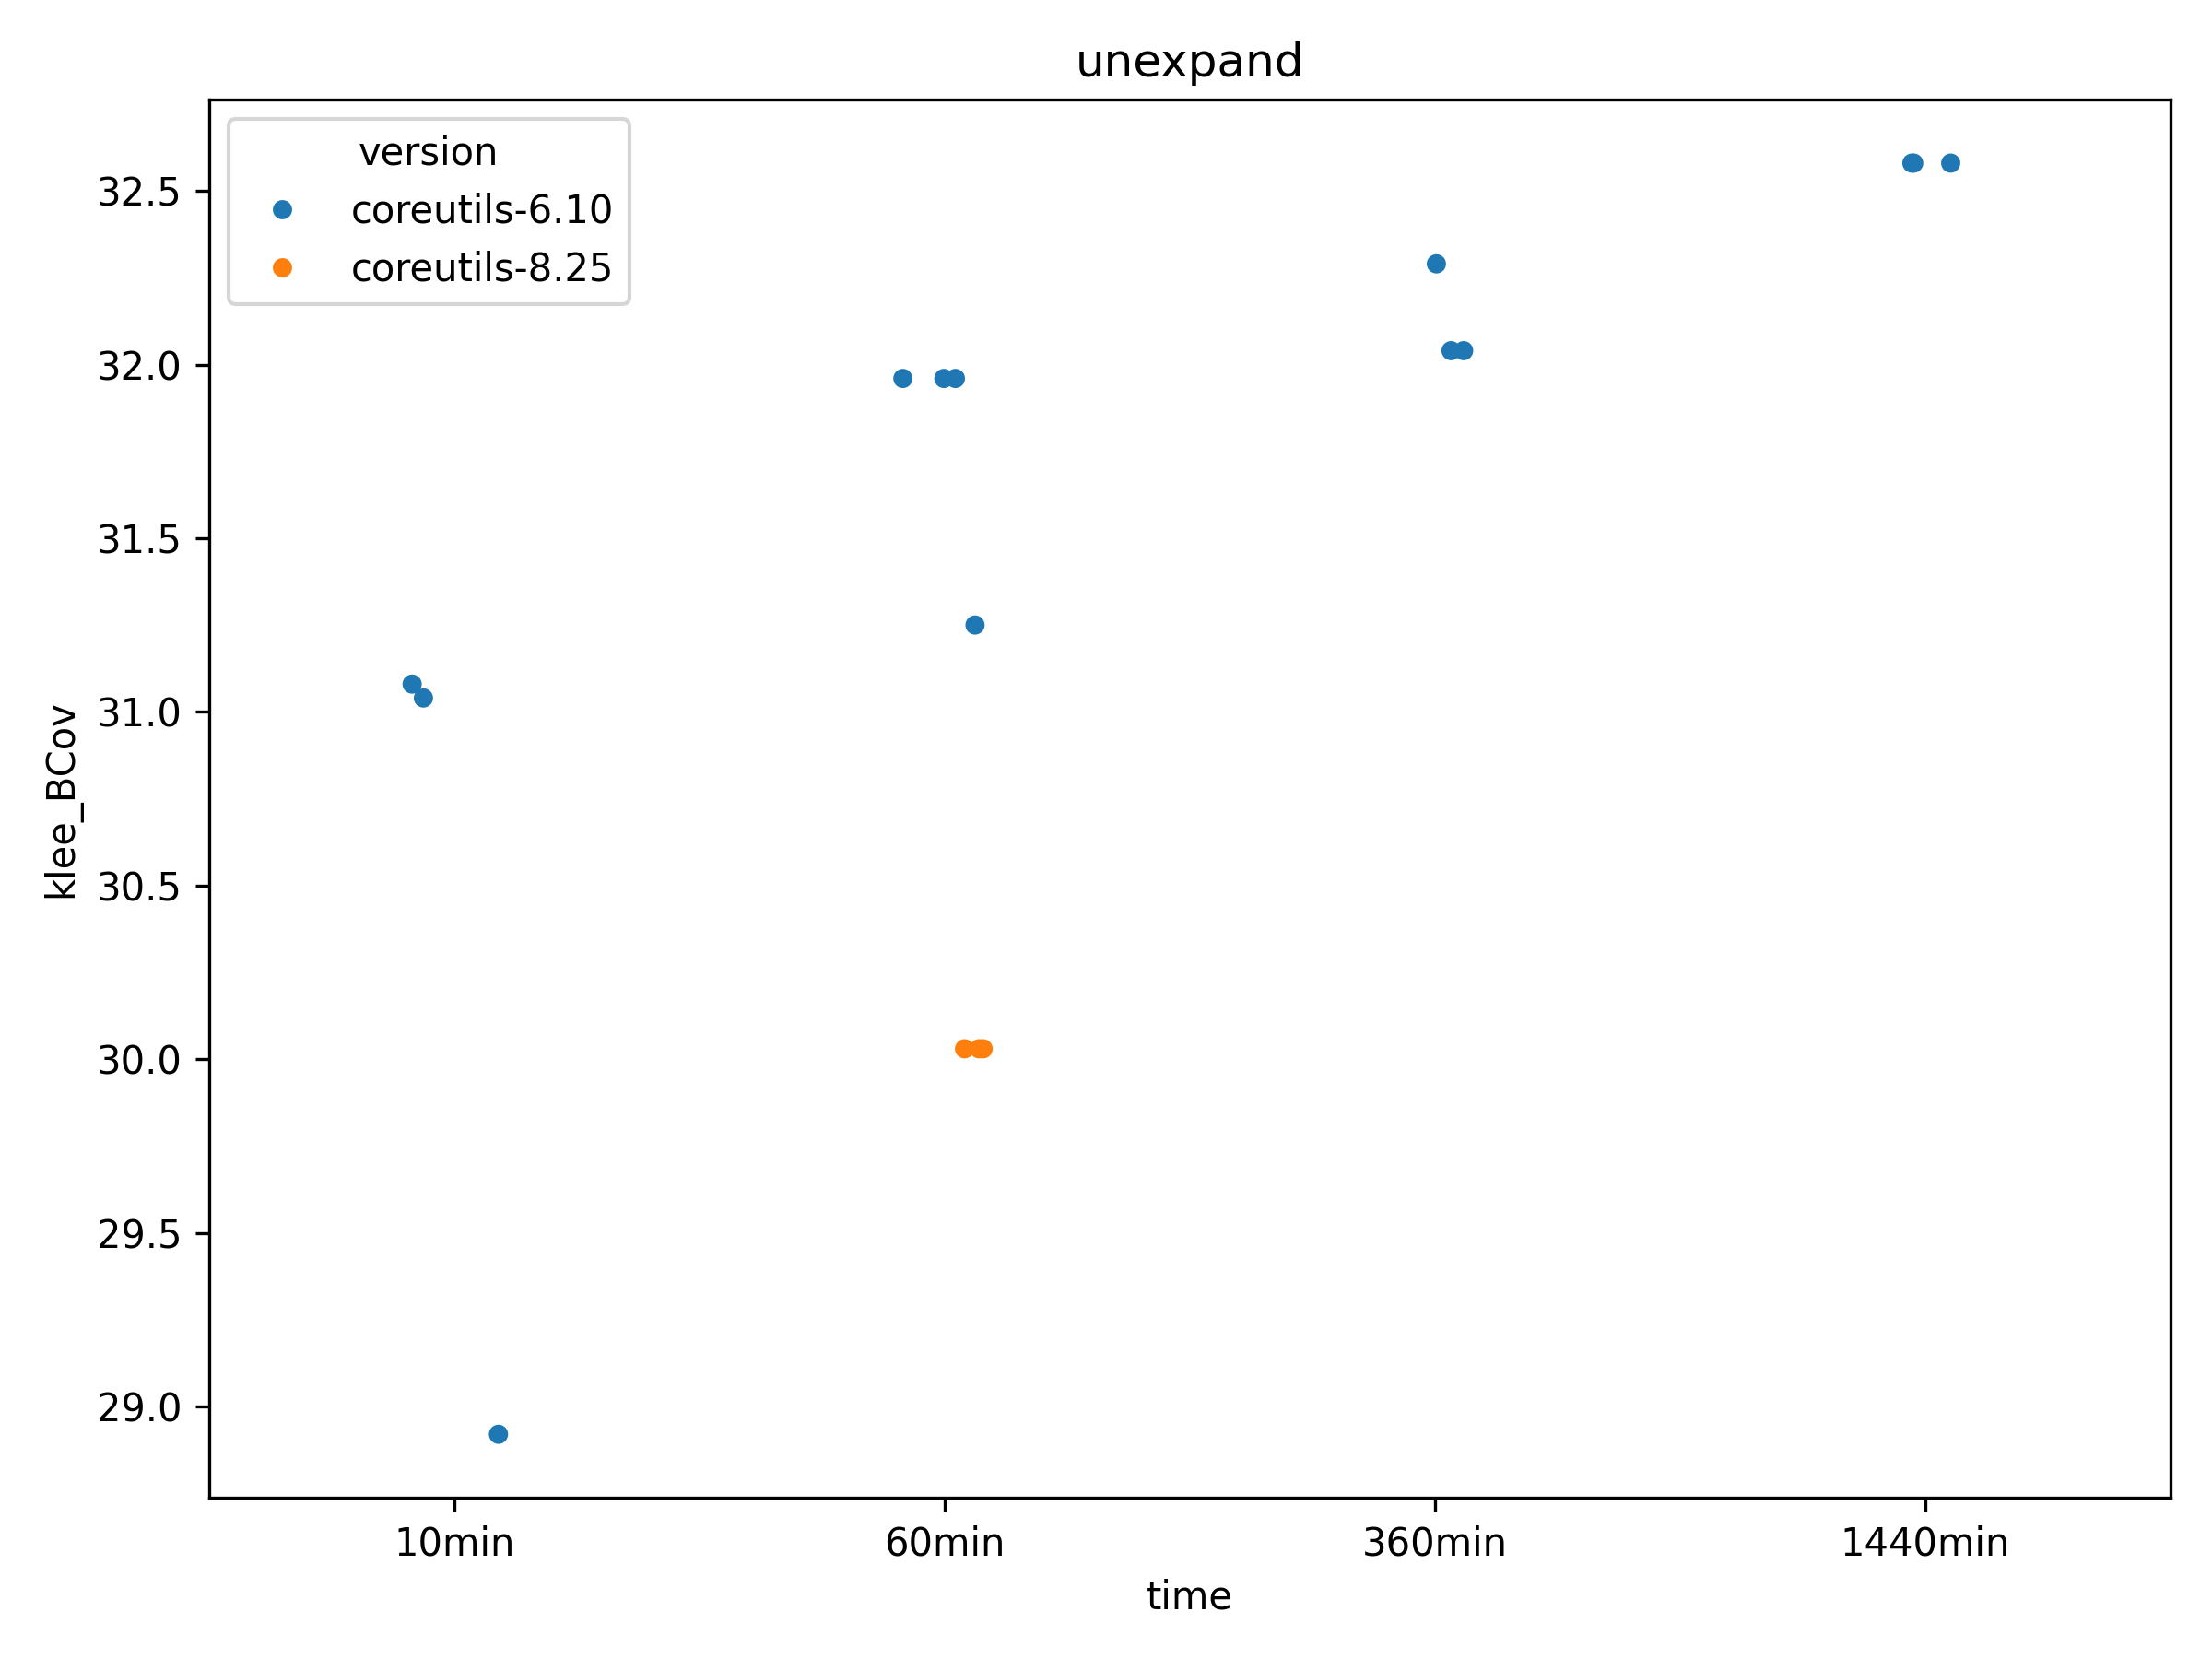 unexpand
version
coreutils-6.10
coreutils-8.25
32.5
32.0
31.5
31.0
30.5
30.0
29.5
29.0
klee_BCov
10min 60min 360min 1440min
time